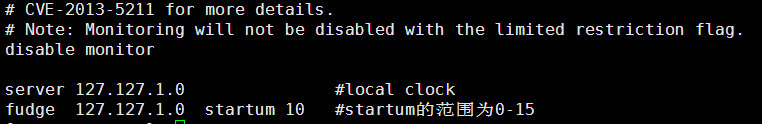 # CVE-2013-5211 for more details.
# Note: Monitoring will not be disabled with the limited restriction flag.
disable monitor
server 127.127.1.0 #local clock
fudge 127.127.1.0 startum 10 #startum的范围为0-15